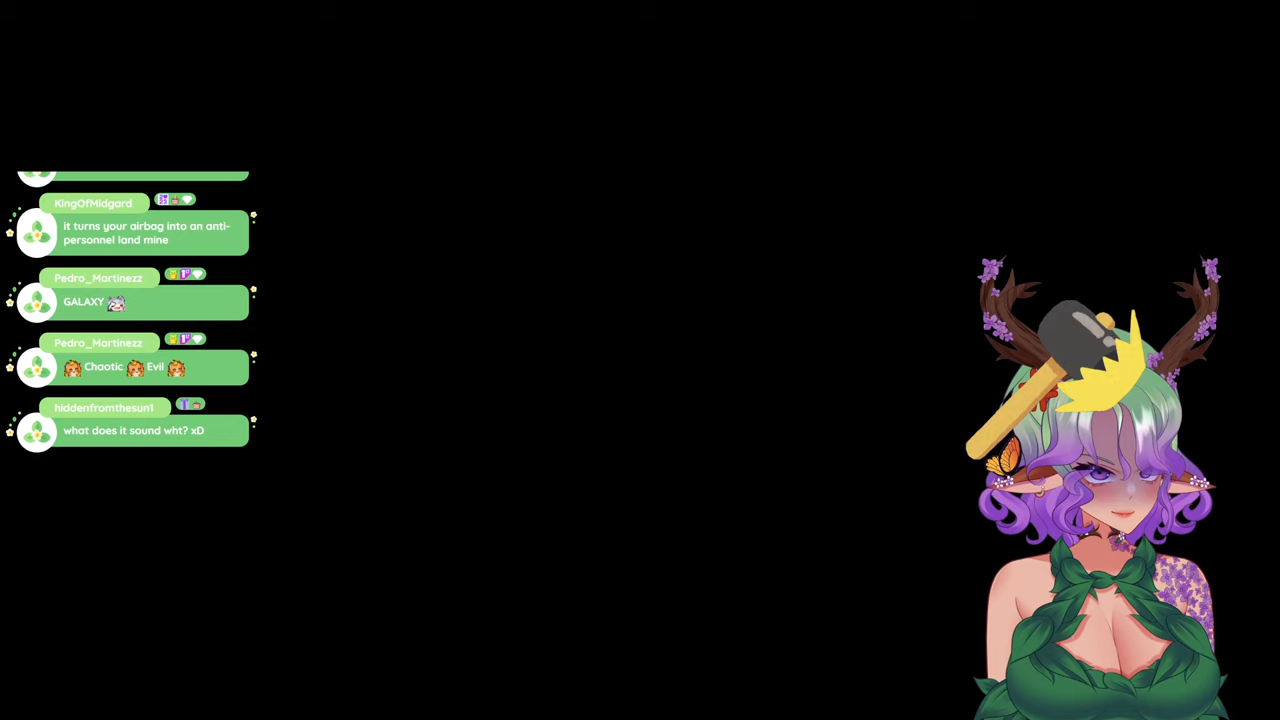 KingOfMidgard
it turns your airbag into an anti-
personnel land mine
Pedro_Martinezz
GALAXY
Pedro_Martinezz
Chaotic Evil
hiddenfromthesun1
what does it sound wht? xD